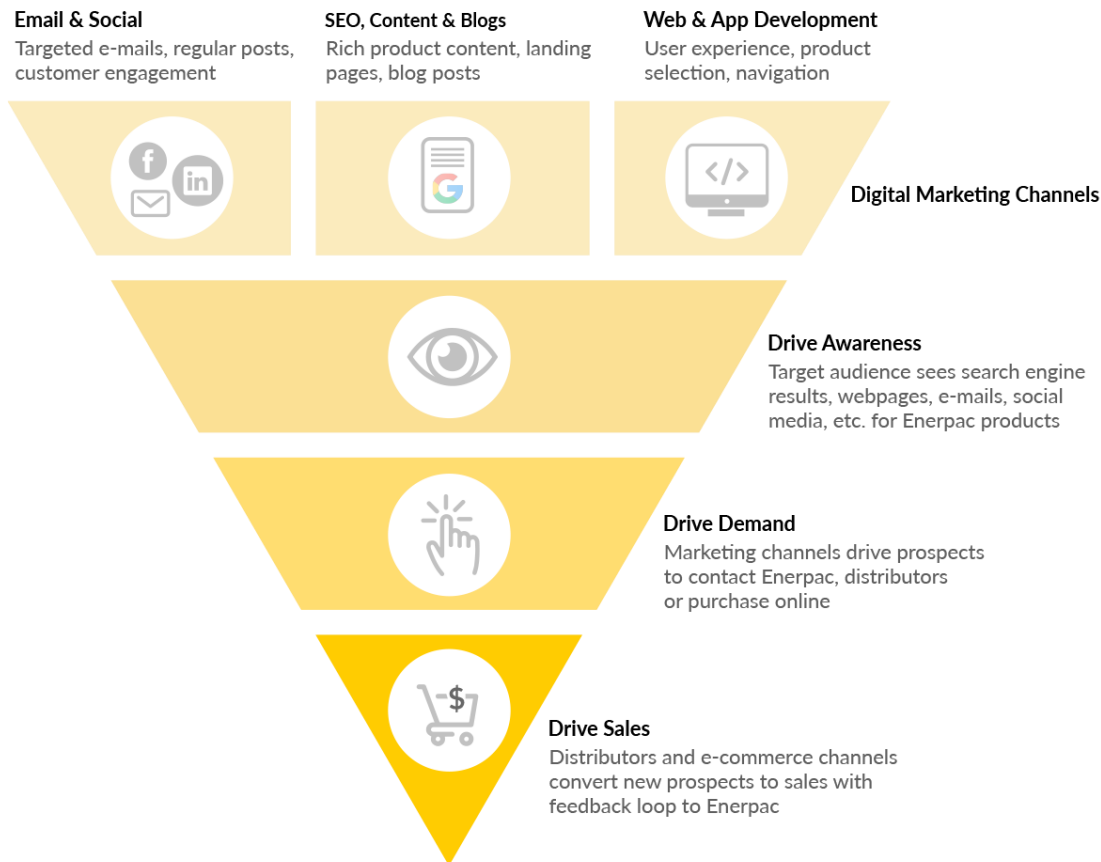 Email & Social
Targeted e-mails, regular posts,
customer engagement
SEO, Content & Blogs
Rich product content, landing
pages, blog posts
Web & App Development
User experience, product
selection, navigation
f
in
G
</>
Digital Marketing Channels
Drive Awareness
Target audience sees search engine
results, webpages, e-mails, social
media, etc. for Enerpac products
Drive Demand
Marketing channels drive prospects
to contact Enerpac, distributors
or purchase online
$
Drive Sales
Distributors and e-commerce channels
convert new prospects to sales with
feedback loop to Enerpac